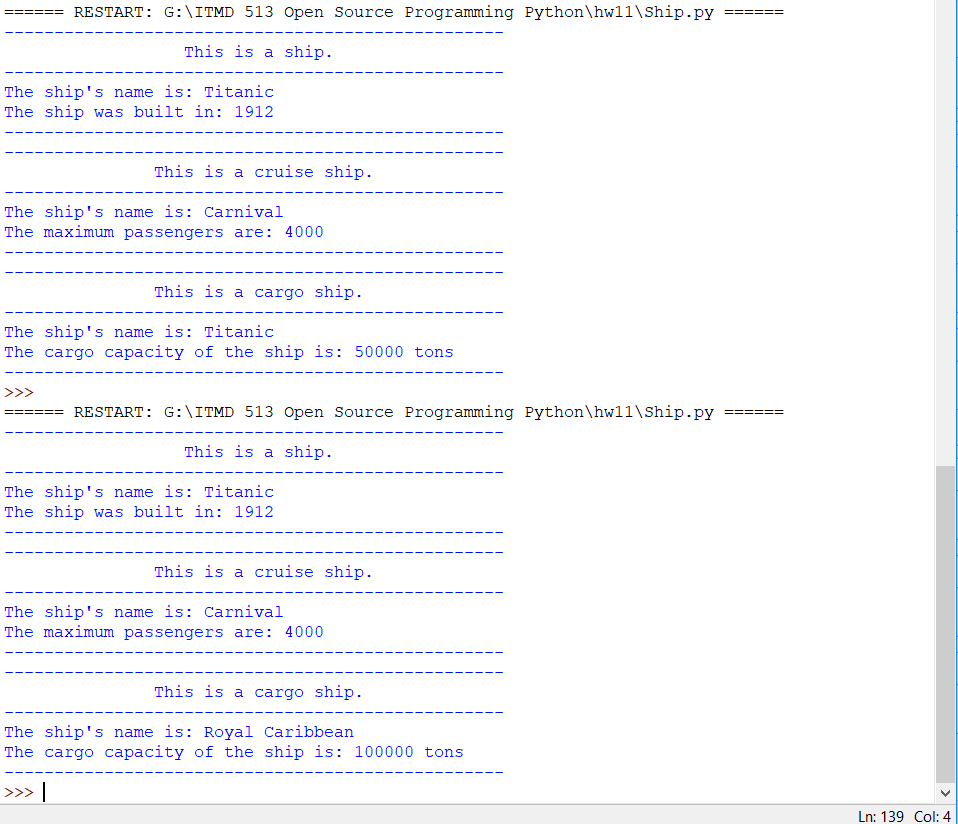 ====== RESTART: G:\ITMD 513 Open Source Programming Python\hw11\Ship.py ======
--------------------------------------------------
                  This is a ship.
--------------------------------------------------
The ship's name is: Titanic
The ship was built in: 1912
--------------------------------------------------
--------------------------------------------------
               This is a cruise ship.
--------------------------------------------------
The ship's name is: Carnival
The maximum passengers are: 4000
--------------------------------------------------
--------------------------------------------------
               This is a cargo ship.
--------------------------------------------------
The ship's name is: Titanic
The cargo capacity of the ship is: 50000 tons
--------------------------------------------------
>>>
====== RESTART: G:\ITMD 513 Open Source Programming Python\hw11\Ship.py ======
--------------------------------------------------
                  This is a ship.
--------------------------------------------------
The ship's name is: Titanic
The ship was built in: 1912
--------------------------------------------------
--------------------------------------------------
               This is a cruise ship.
--------------------------------------------------
The ship's name is: Carnival
The maximum passengers are: 4000
--------------------------------------------------
--------------------------------------------------
               This is a cargo ship.
--------------------------------------------------
The ship's name is: Royal Caribbean
The cargo capacity of the ship is: 100000 tons
--------------------------------------------------
>>>
Ln: 139 Col: 4